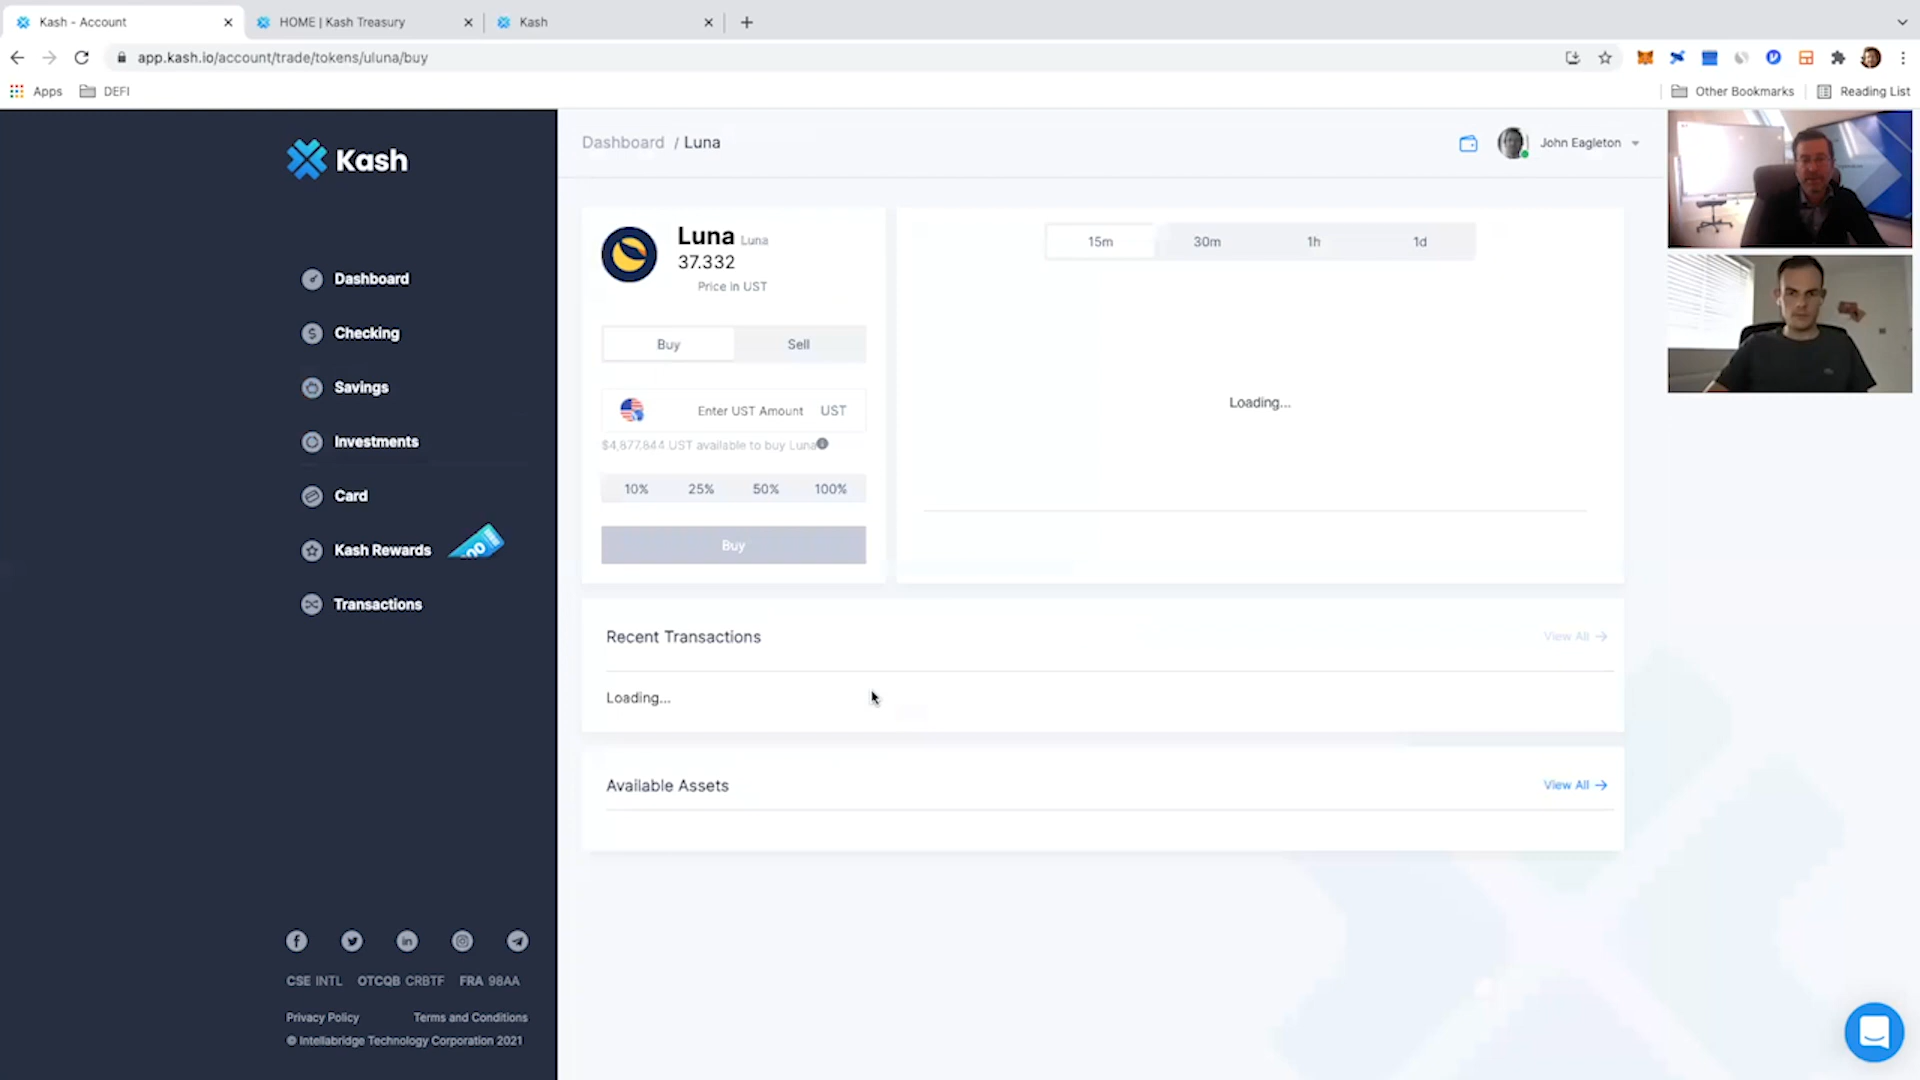 Kash - Account
HOME | Kash Treasury
Kash
app.kash.io/account/trade/tokens/uluna/buy
Apps
DEFI
Other Bookmarks
Reading List
Kash
Dashboard / Luna
John Eagleton
Dashboard
Checking
Savings
Investments
Card
Kash Rewards
Transactions
Luna Luna
37.332
Price in UST
Buy
Sell
Enter UST Amount UST
$4,877.844 UST available to buy Luna
10% 25% 50% 100%
Buy
15m 30m 1h 1d
Loading...
Recent Transactions
View All →
Loading...
Available Assets
View All →
CSE INTL OTCQB CRBTF FRA 98AA
Privacy Policy Terms and Conditions
© Intellabridge Technology Corporation 2021